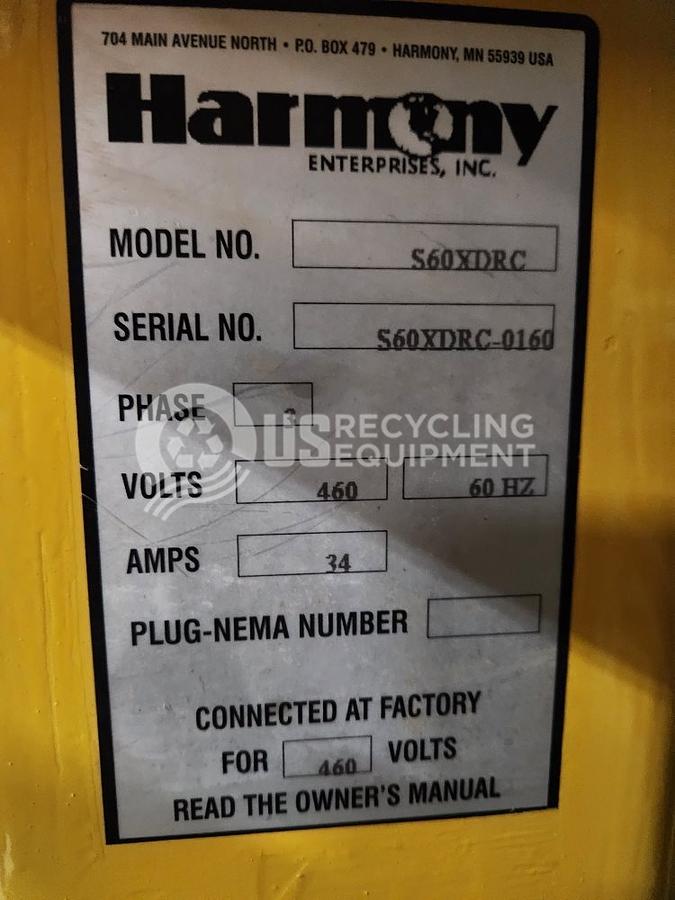 704 MAIN AVENUE NORTH • P.O. BOX 479 • HARMONY, MN 55939 USA
Harmony
ENTERPRISES, INC.
MODEL NO. S60XDRC
SERIAL NO. S60XDRC-0160
PHASE 3
US RECYCLING
EQUIPMENT
VOLTS 460 60 HZ
AMPS 34
PLUG-NEMA NUMBER
CONNECTED AT FACTORY
FOR 460 VOLTS
READ THE OWNER'S MANUAL